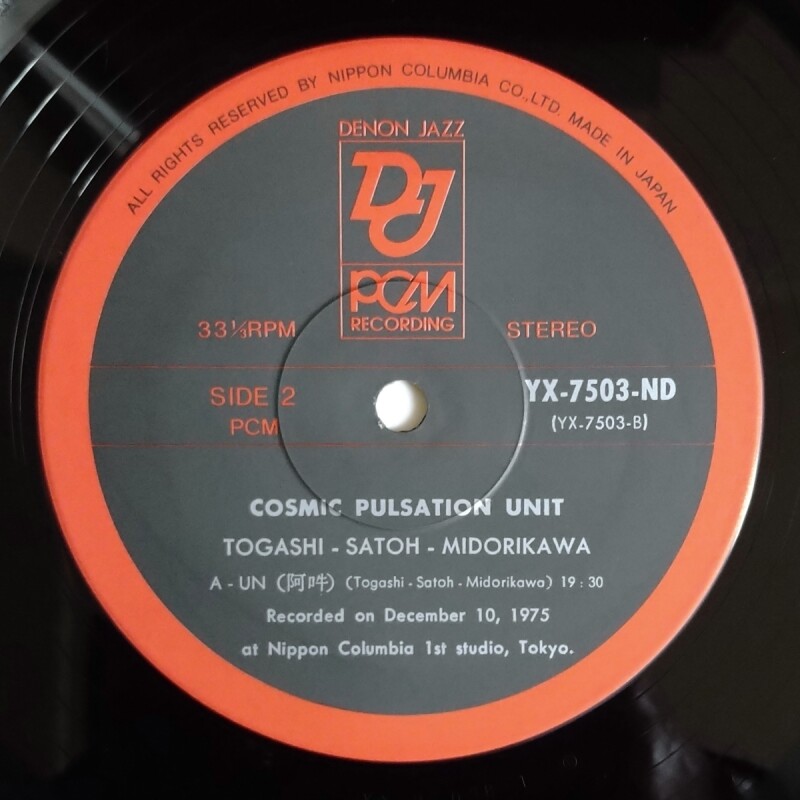 ALL RIGHTS RESERVED BY NIPPON COLUMBIA CO., LTD. MADE IN JAPAN
DENON JAZZ
DJ
PCM
RECORDING
33⅓RPM
STEREO
SIDE 2
PCM
YX-7503-ND
(YX-7503-B)
COSMIC PULSATION UNIT
TOGASHI - SATOH - MIDORIKAWA
A - UN (阿吽) (Togashi - Satoh - Midorikawa) 19 : 30
Recorded on December 10, 1975
at Nippon Columbia 1st studio, Tokyo.